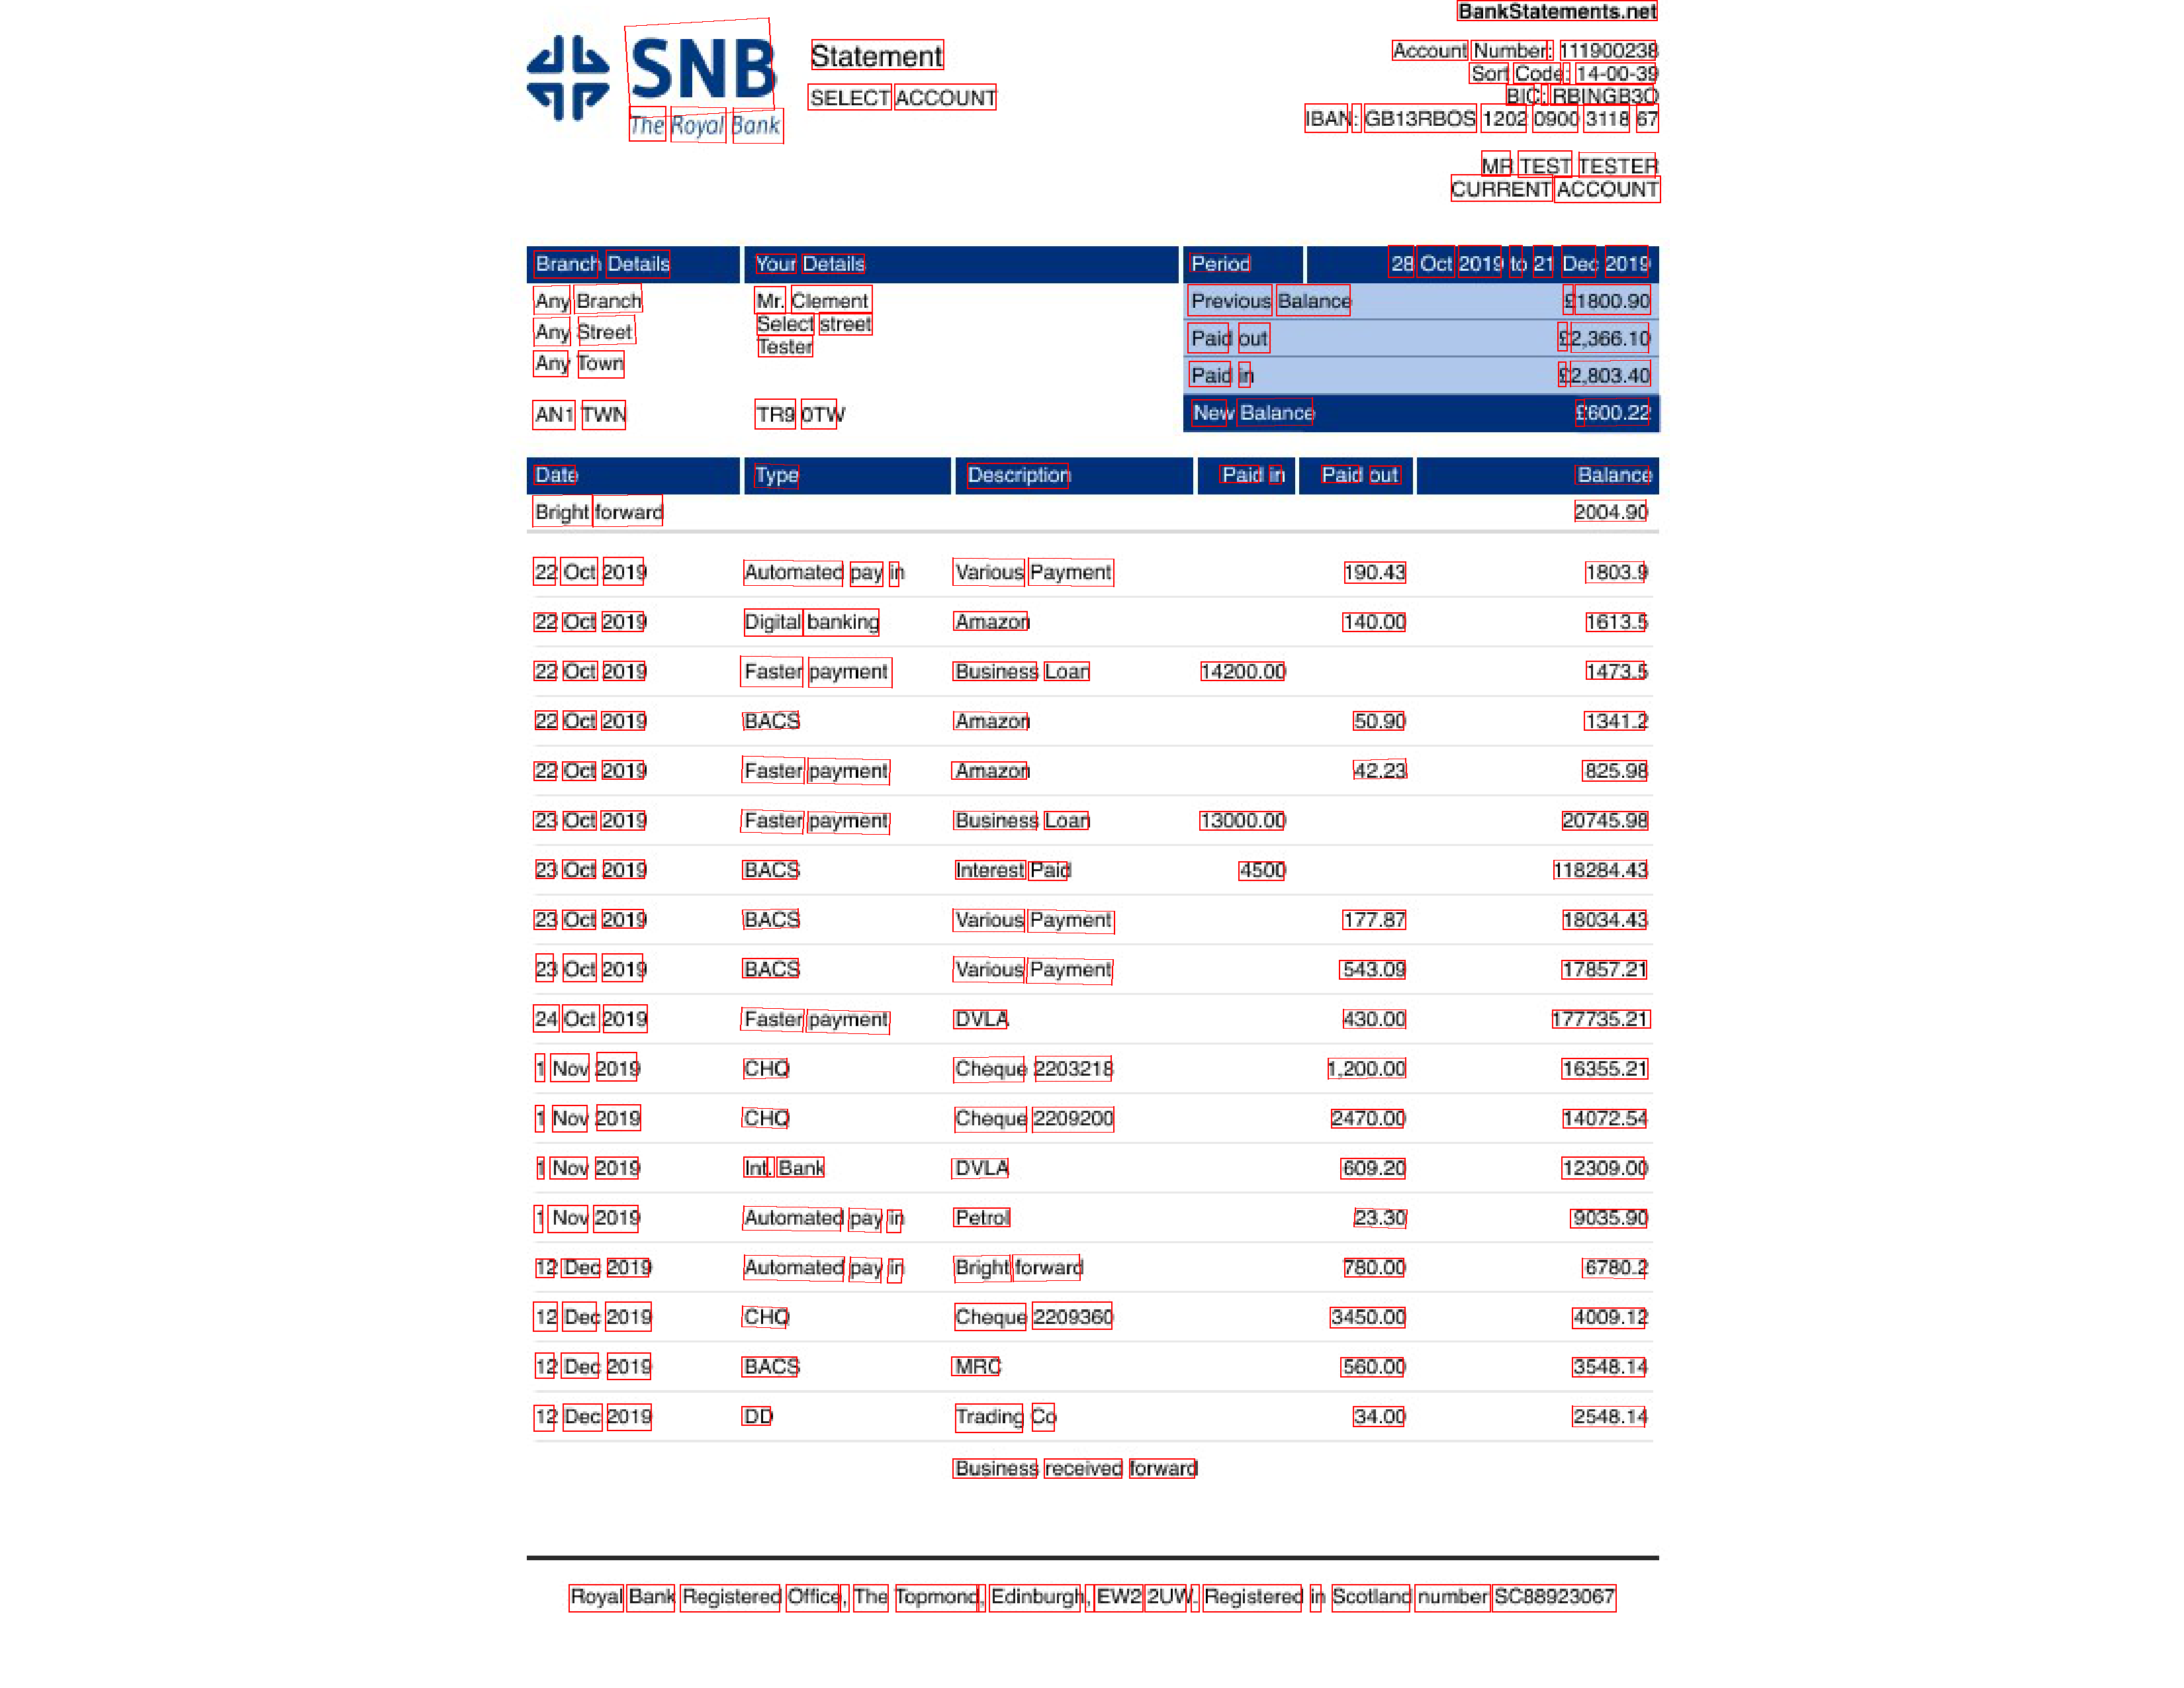 BankStatements.net
SNB
The Royal Bank
Statement
SELECT ACCOUNT
Account Number: 111900238
Sort Code: 14-00-39
BIC: RBINGB3O
IBAN: GB13RBOS 1202 0900 3118 67
MR TEST TESTER
CURRENT ACCOUNT
Branch Details Your Details Period 28 Oct 2019 to 21 Dec 2019
Any Branch Mr. Clement Previous Balance £1800.90
Any Street Select street Paid out £2,366.10
Any Town Tester Paid in £2,803.40
AN1 TWN TR9 0TW New Balance £600.22
Date Type Description Paid in Paid out Balance
Bright forward 2004.90
22 Oct 2019 Automated pay in Various Payment 190.43 1803.9
22 Oct 2019 Digital banking Amazon 140.00 1613.5
22 Oct 2019 Faster payment Business Loan 14200.00 1473.5
22 Oct 2019 BACS Amazon 50.90 1341.2
22 Oct 2019 Faster payment Amazon 42.23 825.98
23 Oct 2019 Faster payment Business Loan 13000.00 20745.98
23 Oct 2019 BACS Interest Paid 4500 118284.43
23 Oct 2019 BACS Various Payment 177.87 18034.43
23 Oct 2019 BACS Various Payment 543.09 17857.21
24 Oct 2019 Faster payment DVLA 430.00 177735.21
1 Nov 2019 CHQ Cheque 2203218 1,200.00 16355.21
1 Nov 2019 CHQ Cheque 2209200 2470.00 14072.54
1 Nov 2019 Int. Bank DVLA 609.20 12309.00
1 Nov 2019 Automated pay in Petrol 23.30 9035.90
12 Dec 2019 Automated pay in Bright forward 780.00 6780.2
12 Dec 2019 CHQ Cheque 2209360 3450.00 4009.12
12 Dec 2019 BACS MRC 560.00 3548.14
12 Dec 2019 DD Trading Co 34.00 2548.14
Business received forward
Royal Bank Registered Office, The Topmond, Edinburgh, EW2 2UW. Registered in Scotland number SC88923067